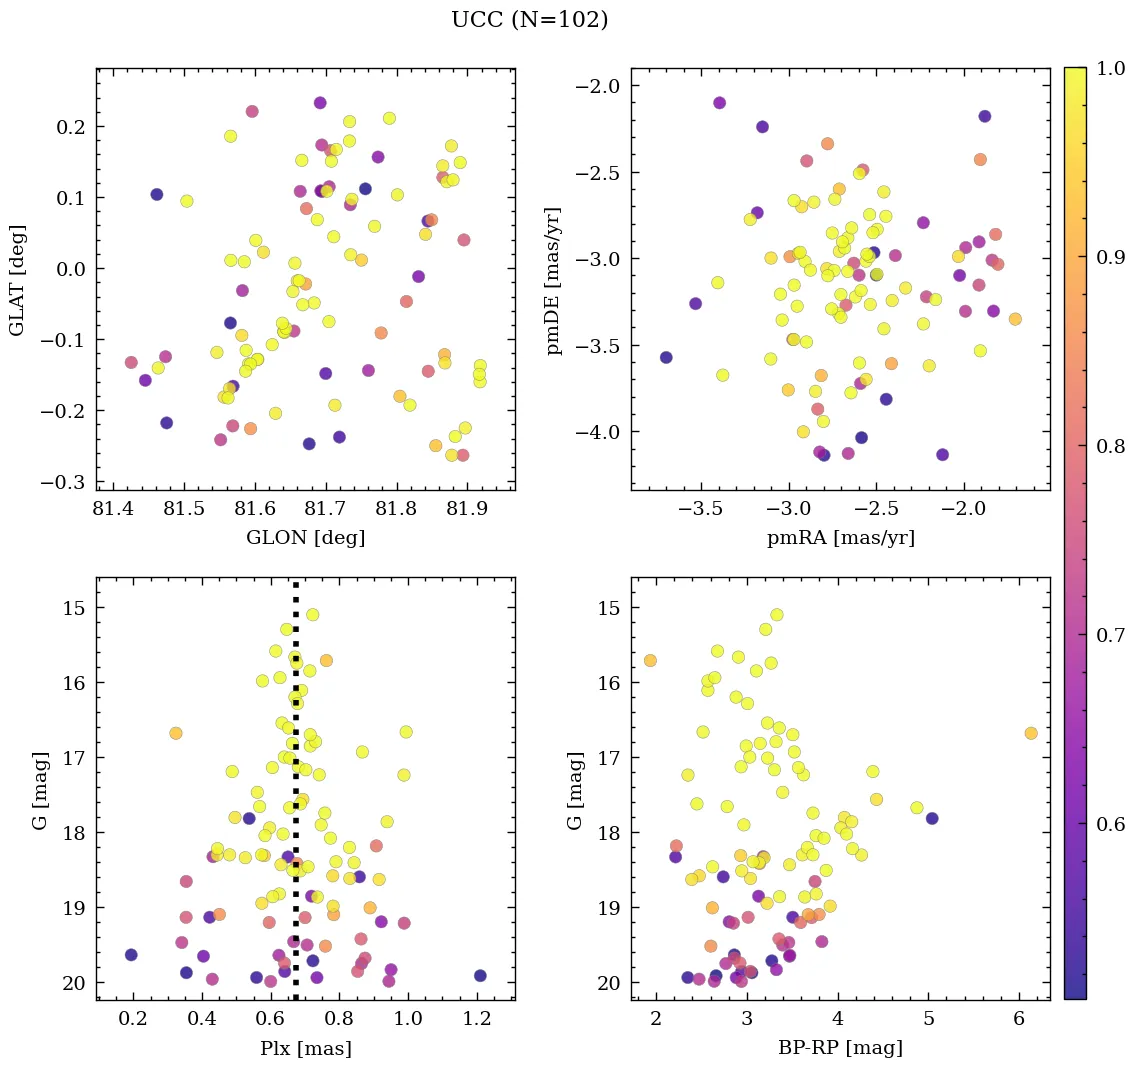 UCC (N=102)
0.2
0.1
0.0
−0.1
−0.2
−0.3
GLAT [deg]
81.4 81.5 81.6 81.7 81.8 81.9
GLON [deg]
−2.0
−2.5
−3.0
−3.5
−4.0
pmDE [mas/yr]
−3.5 −3.0 −2.5 −2.0
pmRA [mas/yr]
1.0
0.9
0.8
0.7
0.6
15
16
17
18
19
20
G [mag]
0.2 0.4 0.6 0.8 1.0 1.2
Plx [mas]
15
16
17
18
19
20
G [mag]
2 3 4 5 6
BP-RP [mag]